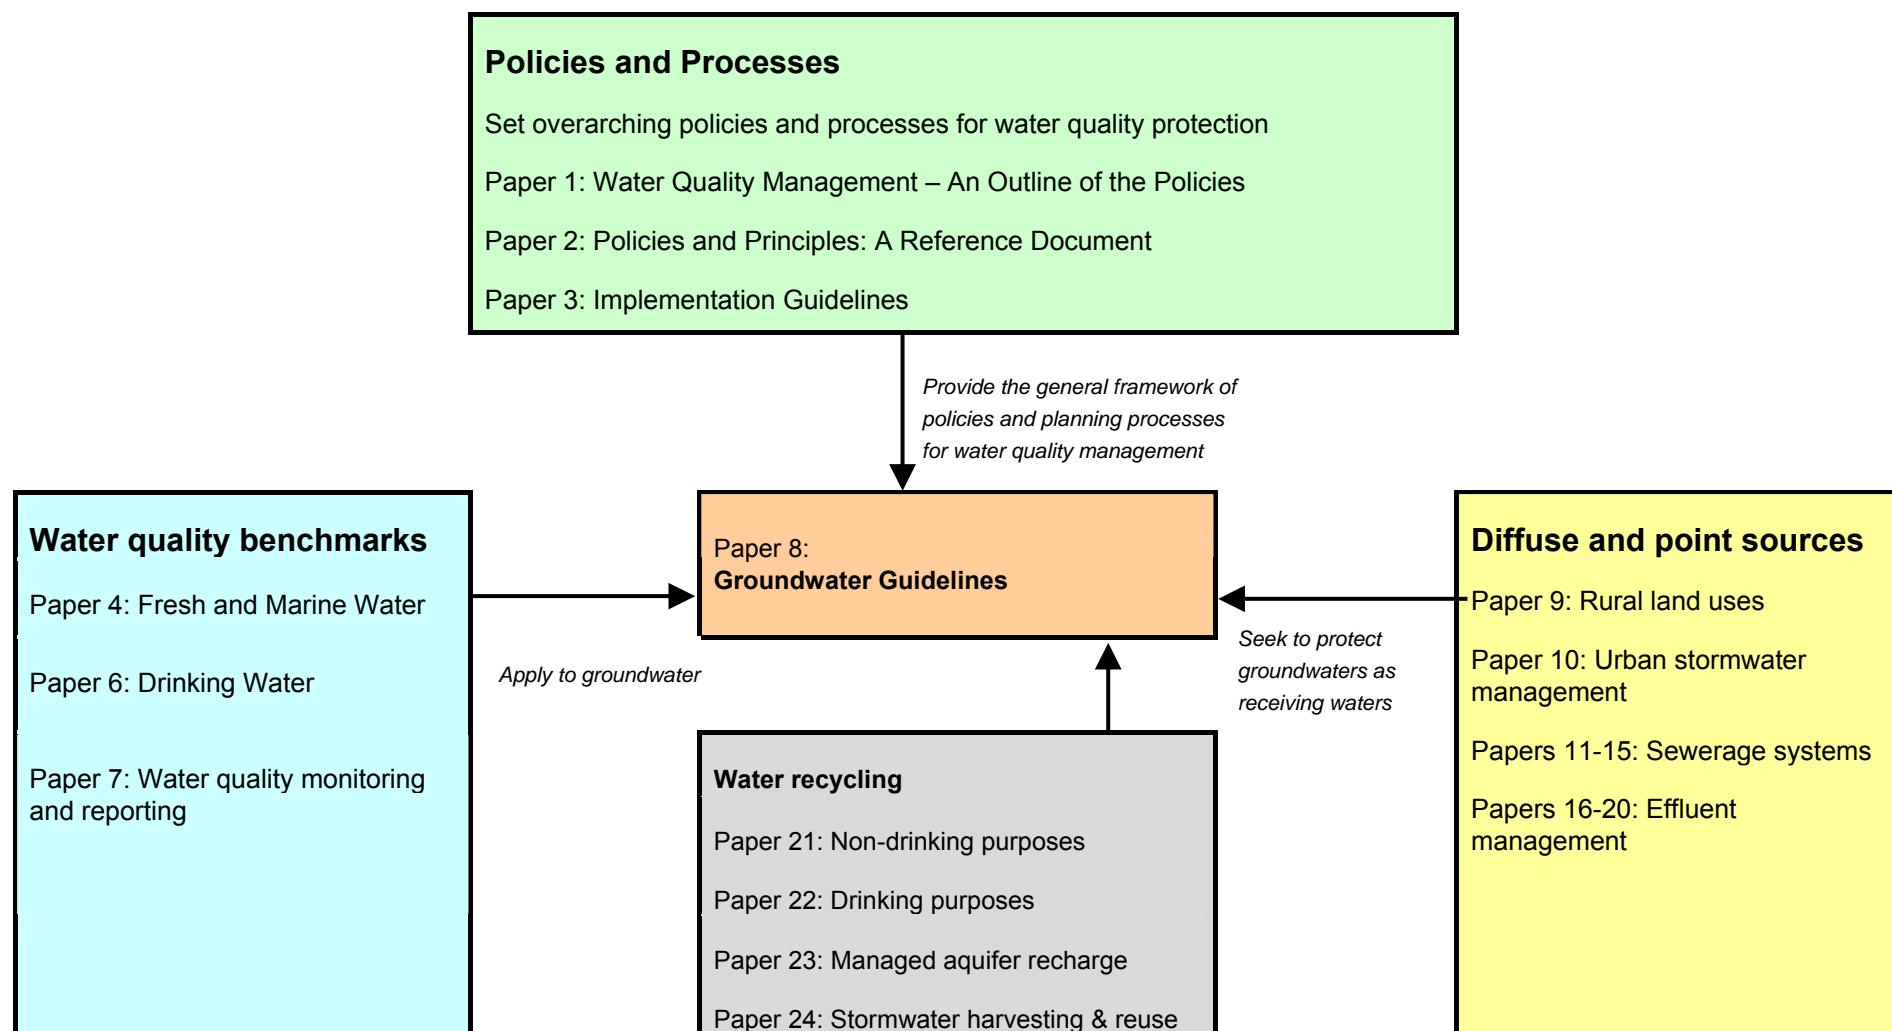 Policies and Processes
Set overarching policies and processes for water quality protection
Paper 1: Water Quality Management – An Outline of the Policies
Paper 2: Policies and Principles: A Reference Document
Paper 3: Implementation Guidelines
Provide the general framework of
policies and planning processes
for water quality management
Water quality benchmarks
Paper 4: Fresh and Marine Water
Paper 6: Drinking Water
Paper 7: Water quality monitoring
and reporting
Apply to groundwater
Paper 8:
Groundwater Guidelines
Seek to protect
groundwaters as
receiving waters
Diffuse and point sources
Paper 9: Rural land uses
Paper 10: Urban stormwater
management
Papers 11-15: Sewerage systems
Papers 16-20: Effluent
management
Water recycling
Paper 21: Non-drinking purposes
Paper 22: Drinking purposes
Paper 23: Managed aquifer recharge
Paper 24: Stormwater harvesting & reuse